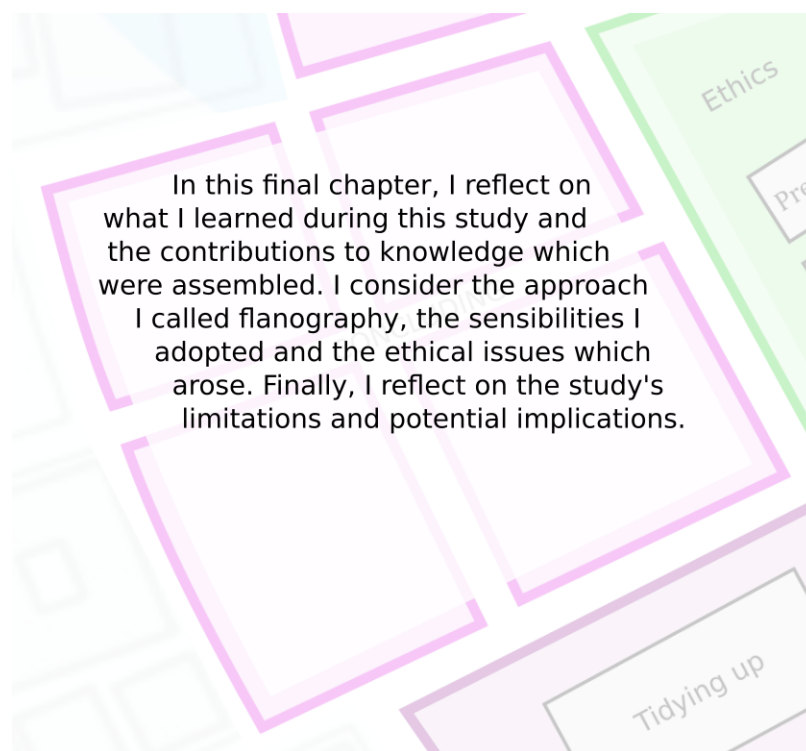 Ethics
Pre
In this final chapter, I reflect on
what I learned during this study and
the contributions to knowledge which
were assembled. I consider the approach
I called flanography, the sensibilities I
adopted and the ethical issues which
arose. Finally, I reflect on the study's
limitations and potential implications.
Tidying up